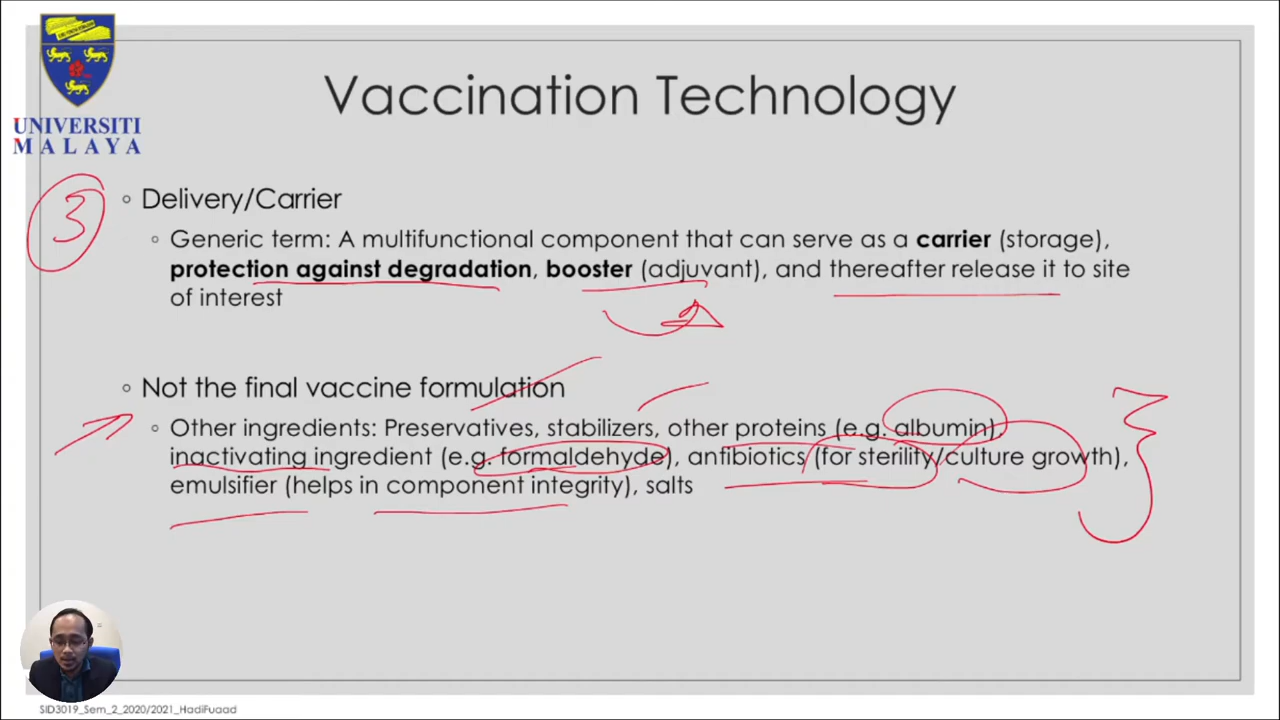 UNIVERSITI
MALAYA
Vaccination Technology
3
Delivery/Carrier
Generic term: A multifunctional component that can serve as a carrier (storage),
protection against degradation, booster (adjuvant), and thereafter release it to site
of interest
Not the final vaccine formulation
Other ingredients: Preservatives, stabilizers, other proteins (e.g. albumin),
inactivating ingredient (e.g. formaldehyde), antibiotics (for sterility/culture growth),
emulsifier (helps in component integrity), salts
SID3019_Sem_2_2020/2021_HadiFuaad